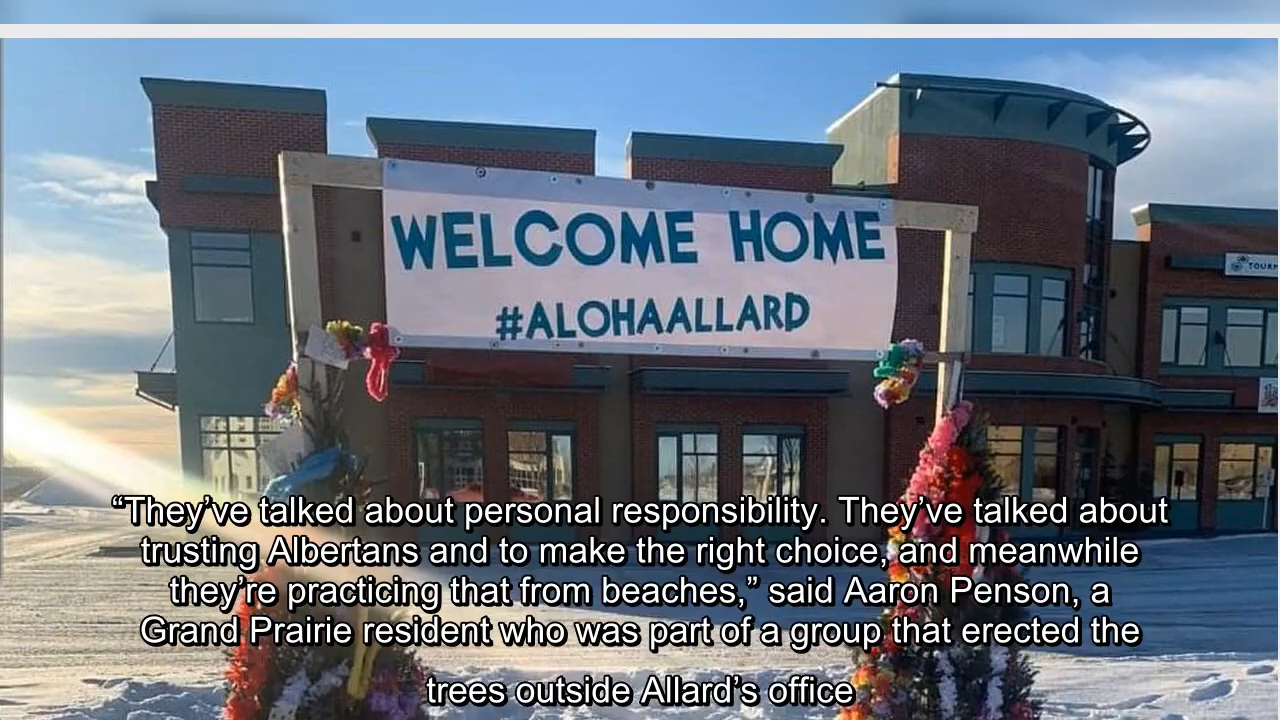 WELCOME HOME
#ALOHAALLARD
“They’ve talked about personal responsibility. They’ve talked about
trusting Albertans and to make the right choice, and meanwhile
they’re practicing that from beaches,” said Aaron Penson, a
Grand Prairie resident who was part of a group that erected the
trees outside Allard’s office